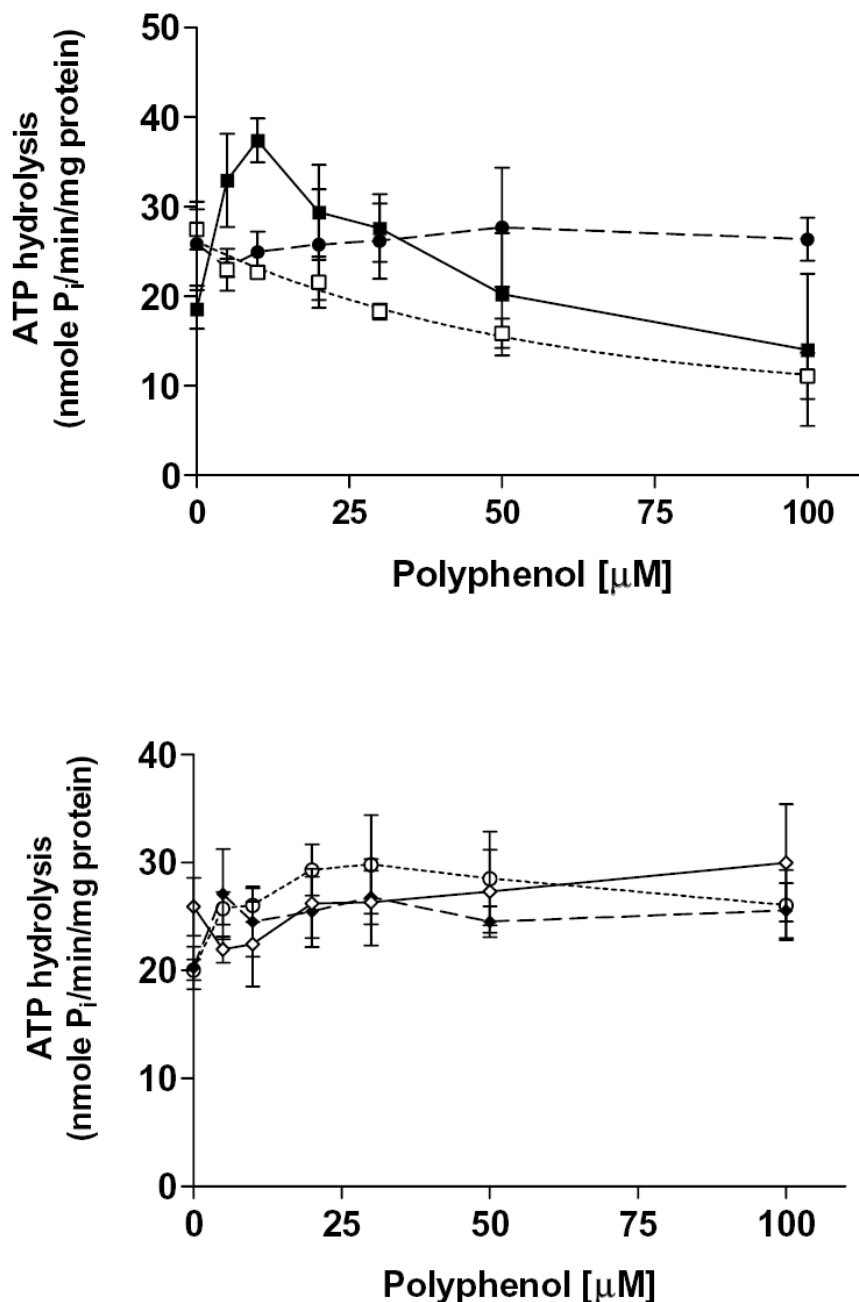 ATP hydrolysis
(nmole Pi/min/mg protein)
50
40
30
20
10
0
0 25 50 75 100
Polyphenol [μM]
ATP hydrolysis
(nmole Pi/min/mg protein)
40
30
20
10
0
0 25 50 75 100
Polyphenol [μM]